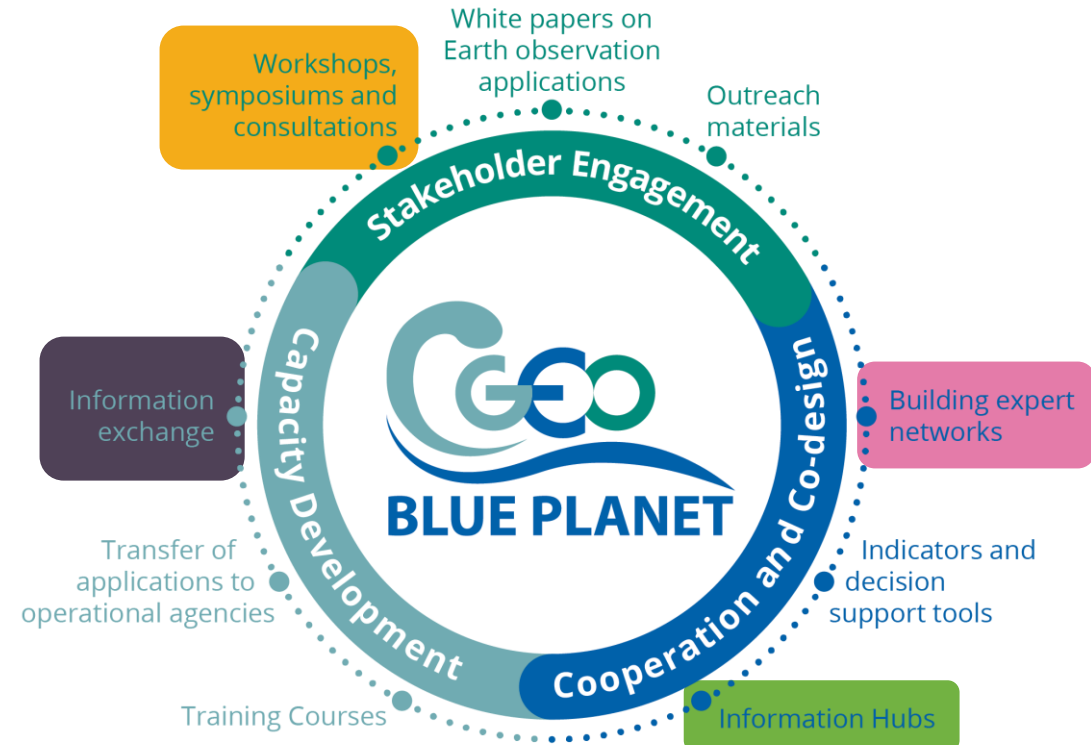 White papers on
Earth observation
applications
Workshops,
symposiums and
consultations
Outreach
materials
Stakeholder Engagement
Information
exchange
Capacity Development
GEO
BLUE PLANET
Cooperation and Co-design
Building expert
networks
Transfer of
applications to
operational agencies
Indicators and
decision
support tools
Training Courses
Information Hubs